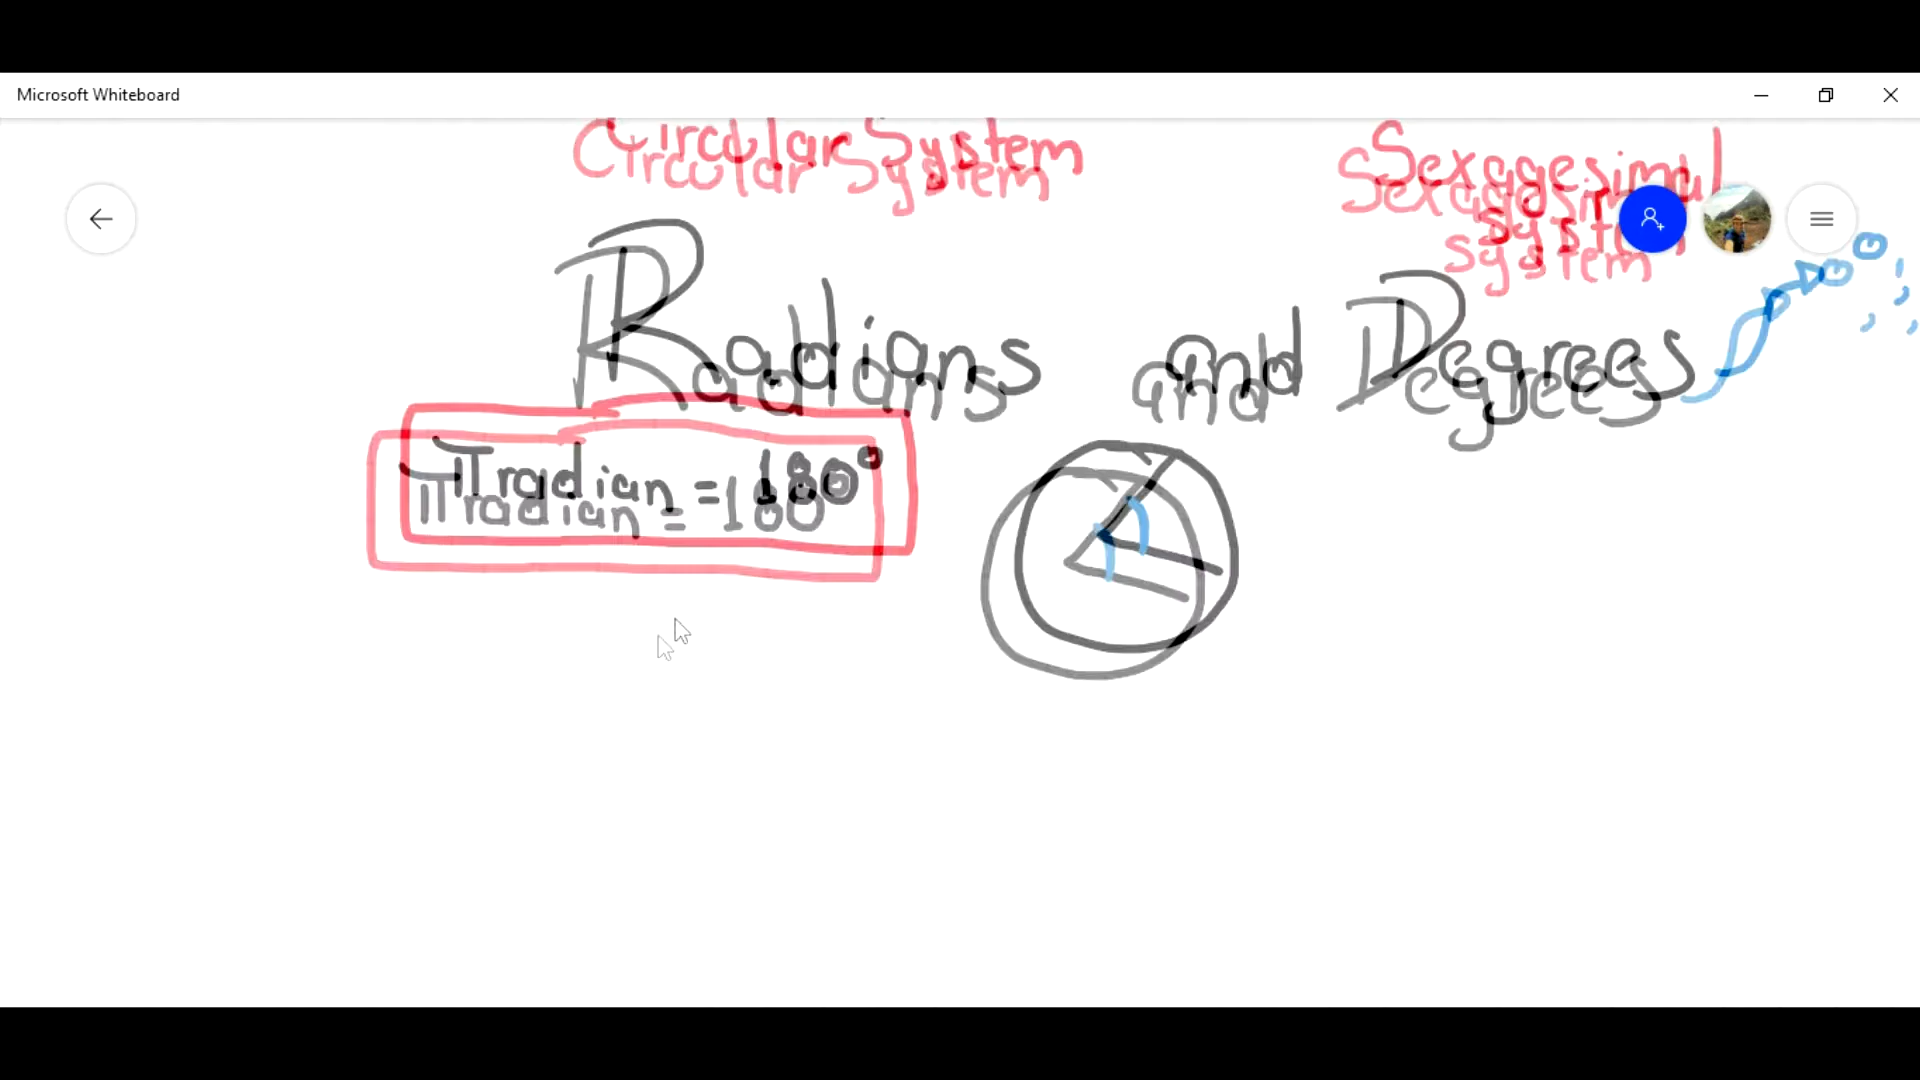 Microsoft Whiteboard
Circular System
Sexagesimal
system
Radians and Degrees
° ' ''
π radian = 180°